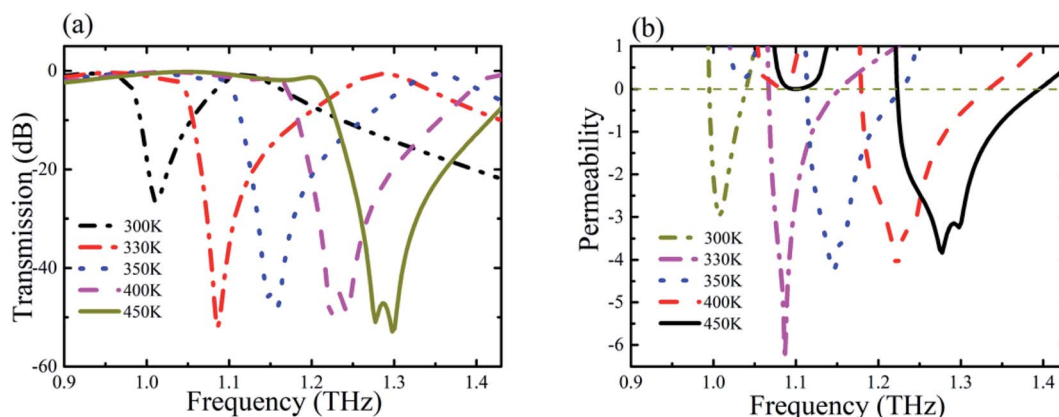 (a)
Transmission (dB)
0
-20
-40
-60
300K
330K
350K
400K
450K
0.9 1.0 1.1 1.2 1.3 1.4
Frequency (THz)
(b)
Permeability
1
0
-1
-2
-3
-4
-5
-6
300K
330K
350K
400K
450K
0.9 1.0 1.1 1.2 1.3 1.4
Frequency (THz)